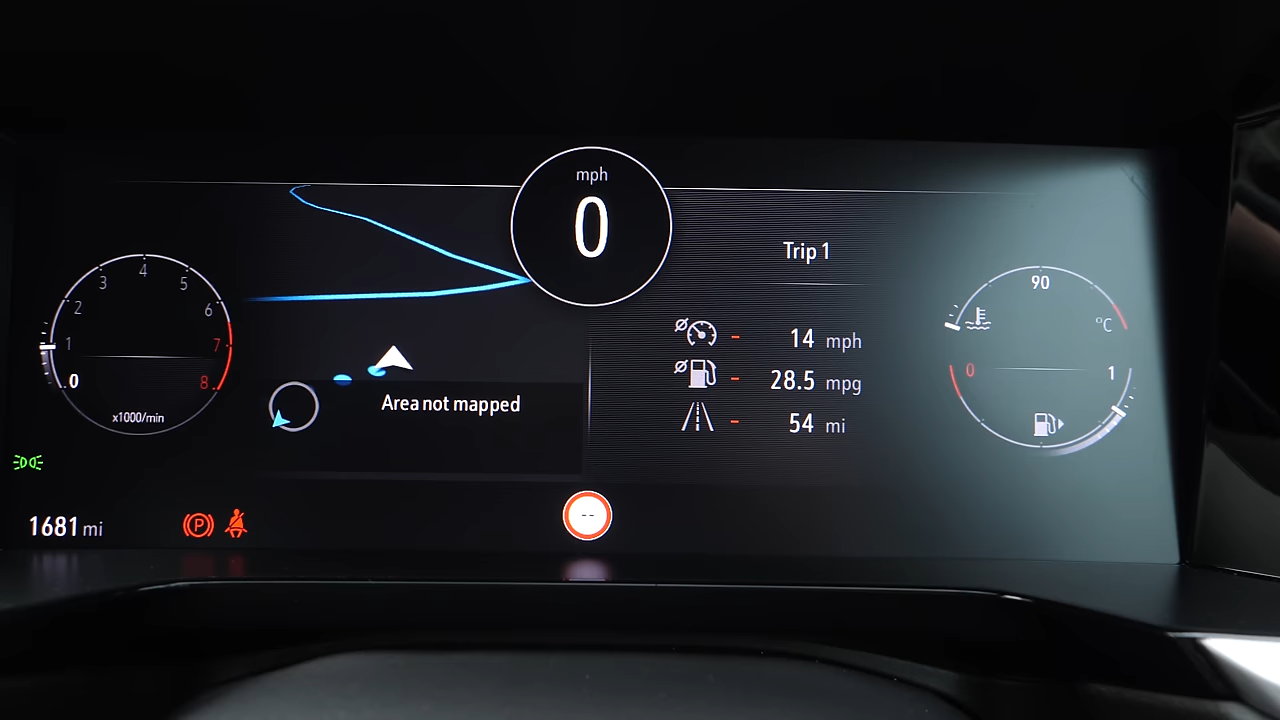 mph
0
Trip 1
4
3
5
2
6
1
7
0
8
x1000/min
90
°C
0
1
14 mph
28.5 mpg
54 mi
Area not mapped
1681 mi
P
--